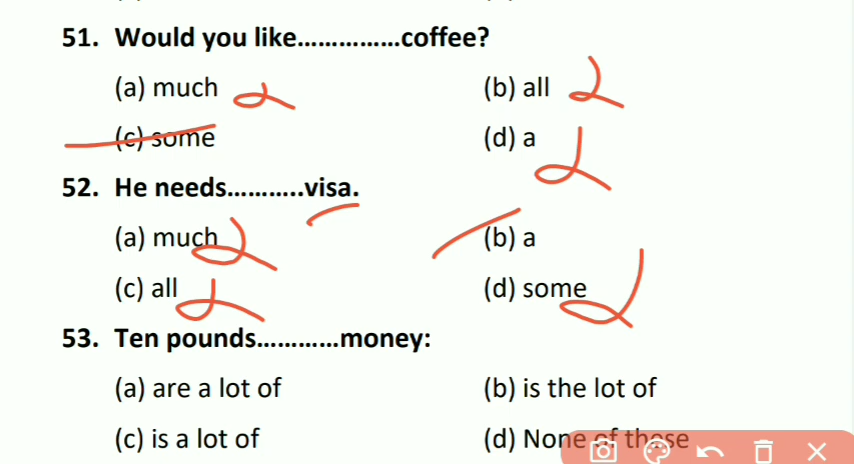 51. Would you like...............coffee?
(a) much (b) all
(c) some (d) a
52. He needs...........visa.
(a) much (b) a
(c) all (d) some
53. Ten pounds............money:
(a) are a lot of (b) is the lot of
(c) is a lot of (d) None of these